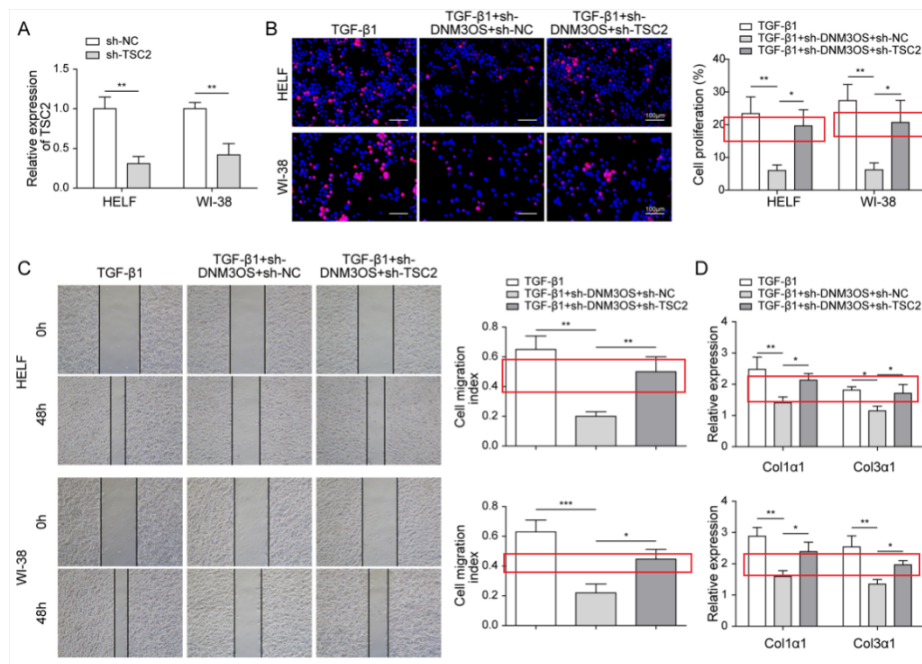 A
sh-NC
sh-TSC2
Relative expression
of TSC2
1.5
1.0
0.5
0.0
**
**
HELF
WI-38
B
TGF-β1
TGF-β1+sh-
DNM3OS+sh-NC
TGF-β1+sh-
DNM3OS+sh-TSC2
HELF
WI-38
100μm
100μm
TGF-β1
TGF-β1+sh-DNM3OS+sh-NC
TGF-β1+sh-DNM3OS+sh-TSC2
Cell proliferation (%)
40
30
20
10
0
**
*
**
*
HELF
WI-38
C
TGF-β1
TGF-β1+sh-
DNM3OS+sh-NC
TGF-β1+sh-
DNM3OS+sh-TSC2
HELF
0h
48h
WI-38
0h
48h
TGF-β1
TGF-β1+sh-DNM3OS+sh-NC
TGF-β1+sh-DNM3OS+sh-TSC2
Cell migration
index
0.8
0.6
0.4
0.2
0.0
**
**
Cell migration
index
0.8
0.6
0.4
0.2
0.0
***
*
D
TGF-β1
TGF-β1+sh-DNM3OS+sh-NC
TGF-β1+sh-DNM3OS+sh-TSC2
Relative expression
4
3
2
1
0
**
*
*
*
Col1α1
Col3α1
Relative expression
4
3
2
1
0
**
*
**
*
Col1α1
Col3α1